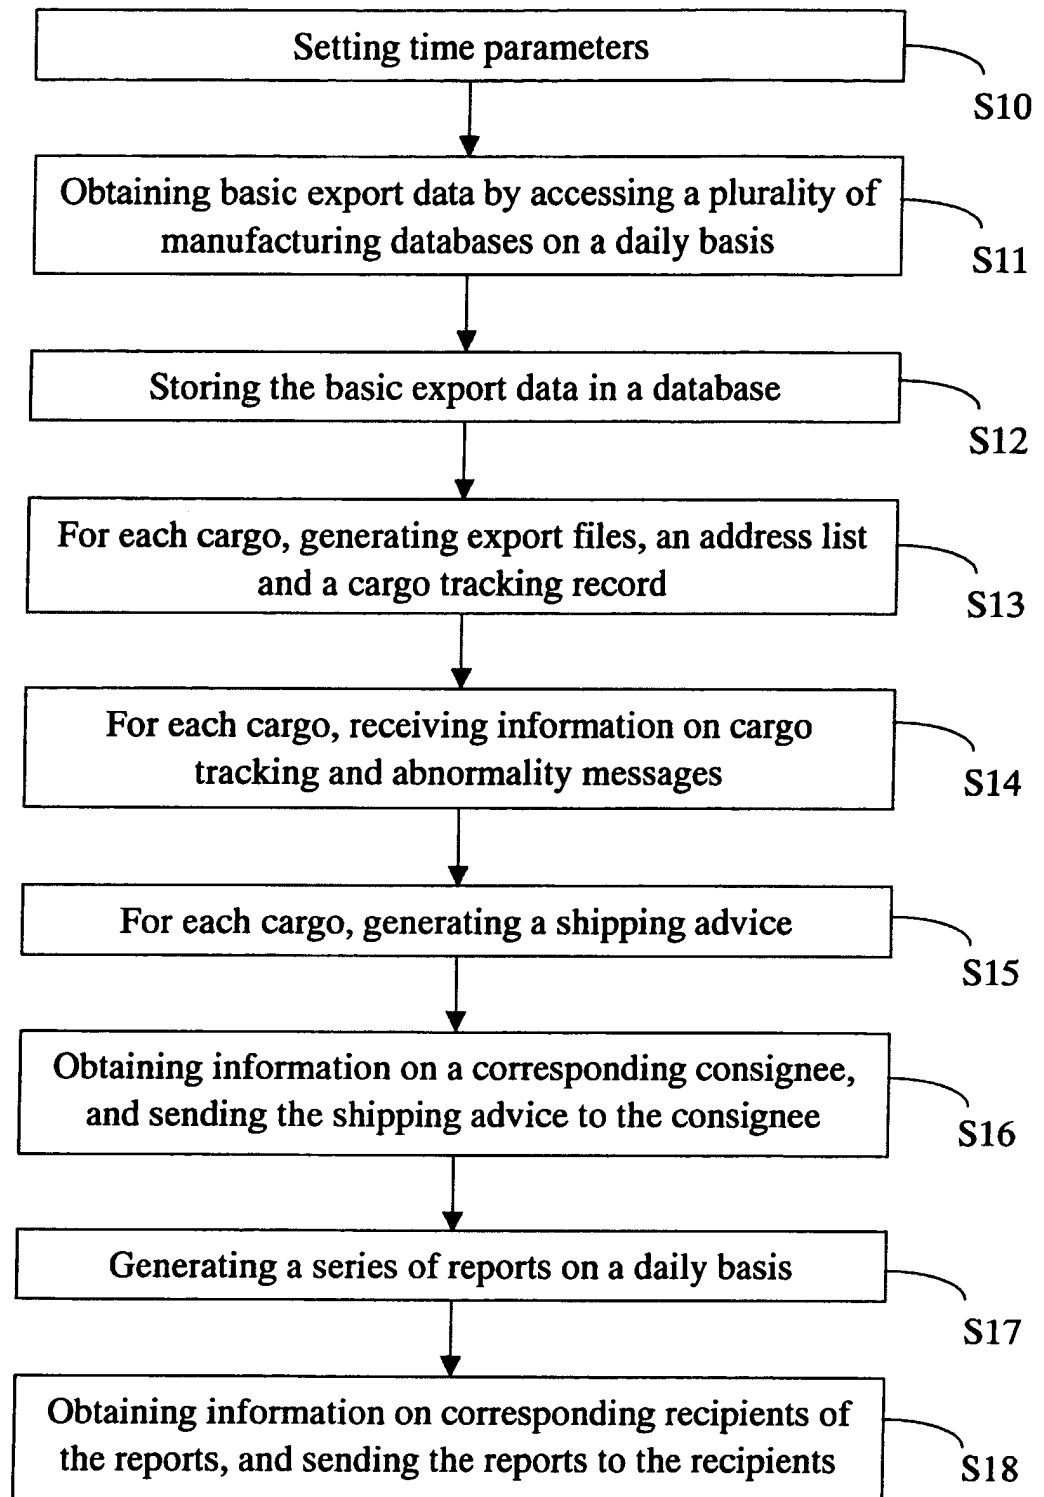 Setting time parameters
S10
Obtaining basic export data by accessing a plurality of
manufacturing databases on a daily basis
S11
Storing the basic export data in a database
S12
For each cargo, generating export files, an address list
and a cargo tracking record
S13
For each cargo, receiving information on cargo
tracking and abnormality messages
S14
For each cargo, generating a shipping advice
S15
Obtaining information on a corresponding consignee,
and sending the shipping advice to the consignee
S16
Generating a series of reports on a daily basis
S17
Obtaining information on corresponding recipients of
the reports, and sending the reports to the recipients
S18